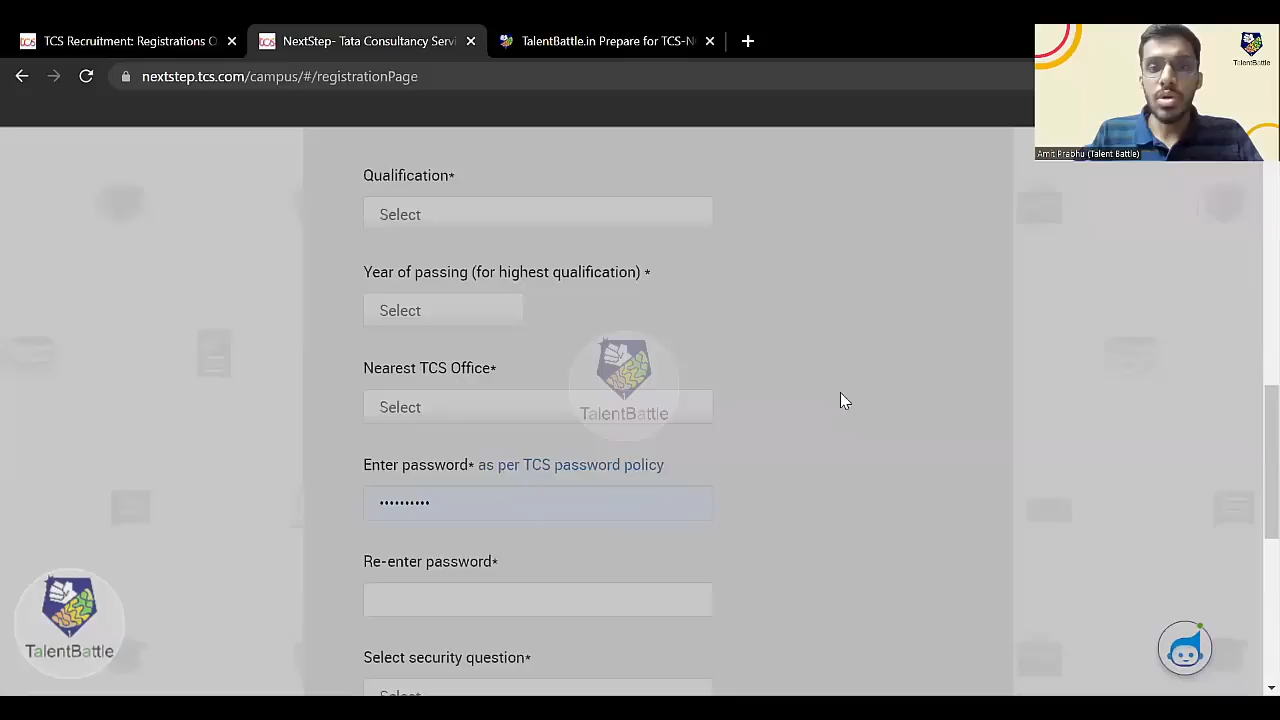 TCS Recruitment: Registrations O
NextStep- Tata Consultancy Servi
TalentBattle.in Prepare for TCS-N
nextstep.tcs.com/campus/#/registrationPage
TalentBattle
Amit Prabhu (Talent Battle)
Qualification*
Select
Year of passing (for highest qualification) *
Select
Nearest TCS Office*
Select
TalentBattle
Enter password* as per TCS password policy
Re-enter password*
TalentBattle
Select security question*
Select